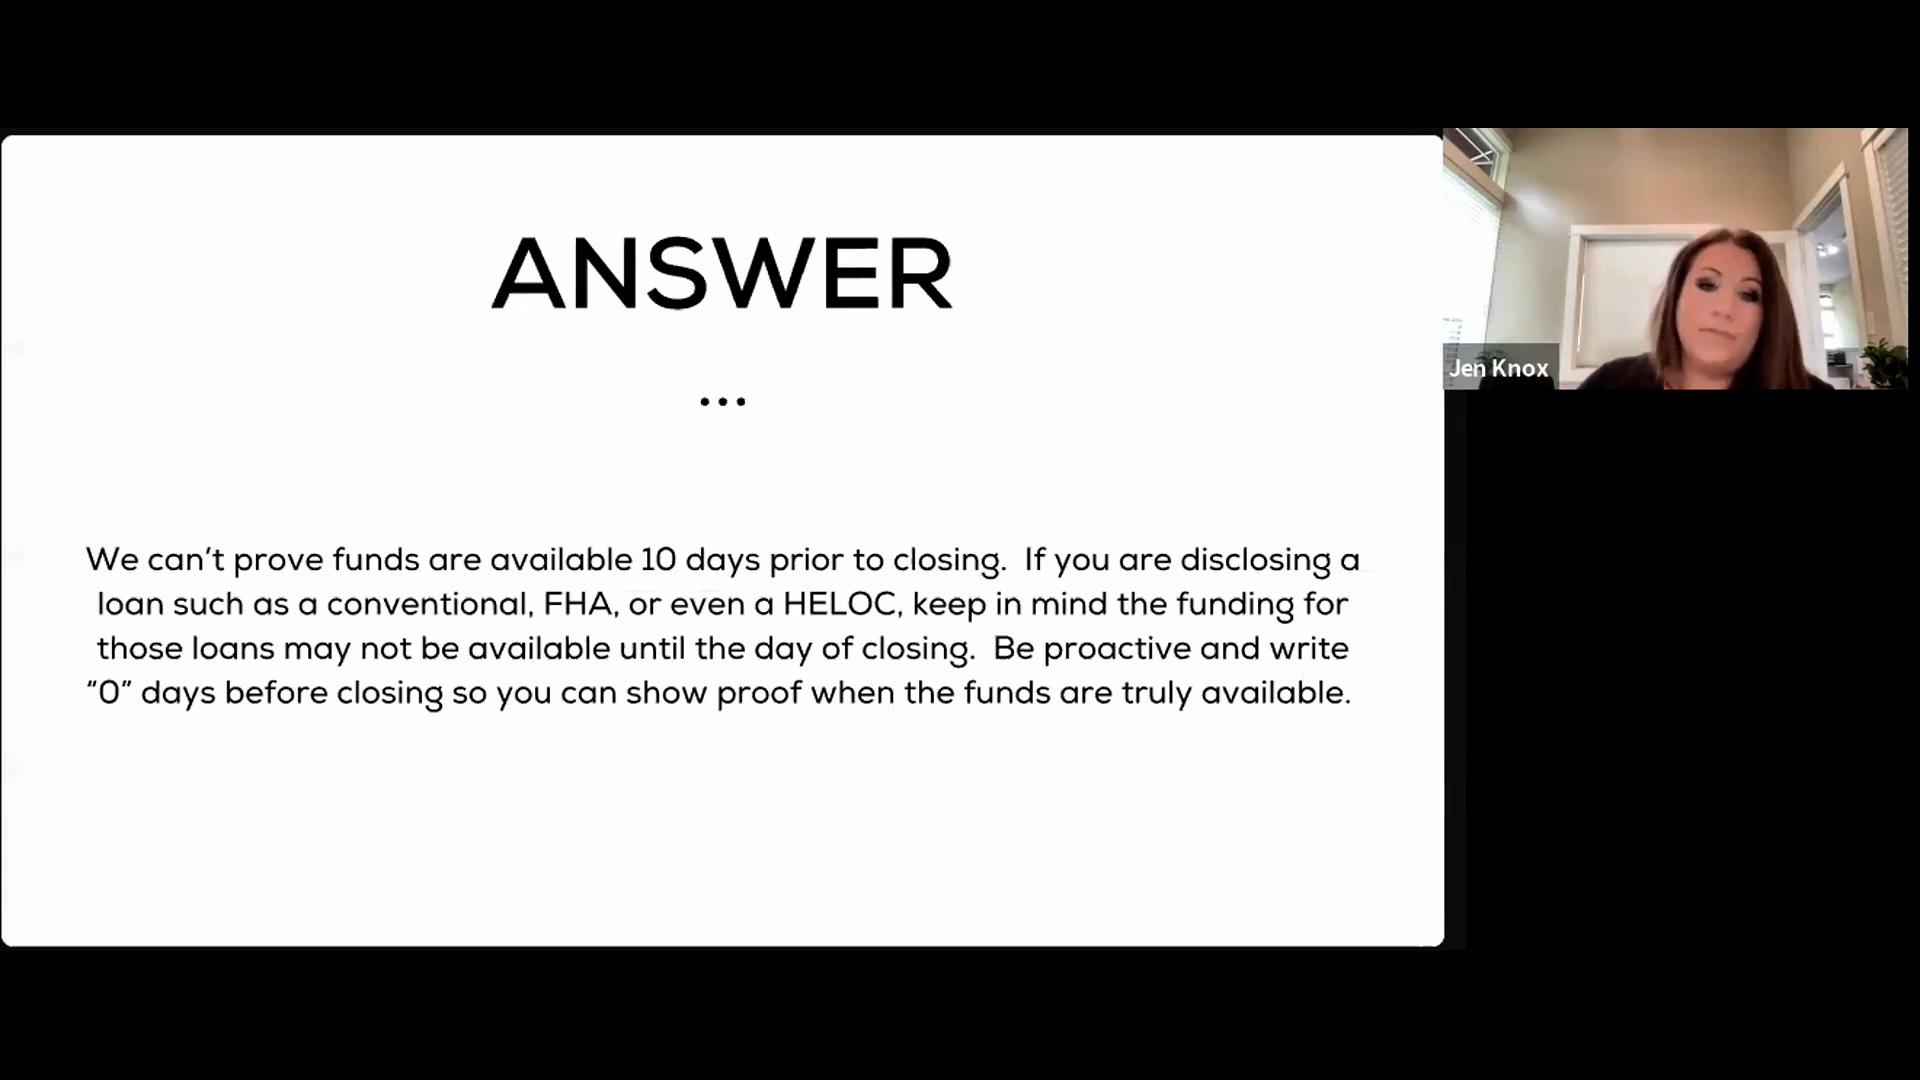 ANSWER
...
We can't prove funds are available 10 days prior to closing.  If you are disclosing a
loan such as a conventional, FHA, or even a HELOC, keep in mind the funding for
those loans may not be available until the day of closing.  Be proactive and write
“0” days before closing so you can show proof when the funds are truly available.
Jen Knox